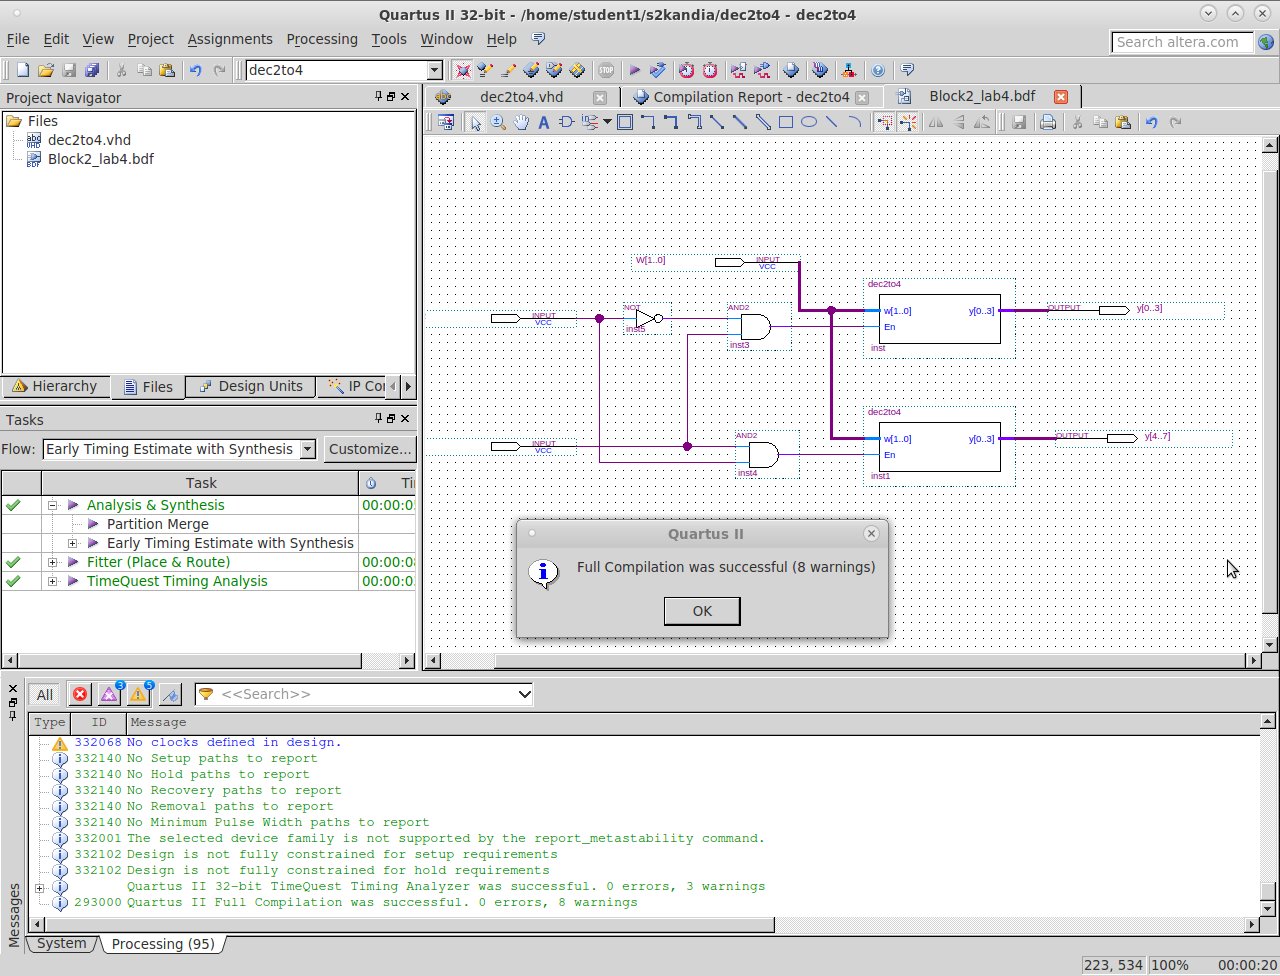 Quartus II 32-bit - /home/student1/s2kandia/dec2to4 - dec2to4
File Edit View Project Assignments Processing Tools Window Help
Search altera.com
dec2to4
Project Navigator
Files
dec2to4.vhd
Block2_lab4.bdf
Hierarchy Files Design Units IP Co
Tasks
Flow: Early Timing Estimate with Synthesis Customize...
Task Ti
Analysis & Synthesis 00:00:0
Partition Merge
Early Timing Estimate with Synthesis
Fitter (Place & Route) 00:00:0
TimeQuest Timing Analysis 00:00:0
dec2to4.vhd Compilation Report - dec2to4 Block2_lab4.bdf
W[1..0] INPUT
VCC
dec2to4
INPUT
VCC
NOT
inst5
AND2
inst3
w[1..0] y[0..3]
En
inst
OUTPUT y[0..3]
dec2to4
INPUT
VCC
AND2
inst4
w[1..0] y[0..3]
En
inst1
OUTPUT y[4..7]
Quartus II
Full Compilation was successful (8 warnings)
OK
All 3 5 <<Search>>
Type ID Message
332068 No clocks defined in design.
332140 No Setup paths to report
332140 No Hold paths to report
332140 No Recovery paths to report
332140 No Removal paths to report
332140 No Minimum Pulse Width paths to report
332001 The selected device family is not supported by the report_metastability command.
332102 Design is not fully constrained for setup requirements
332102 Design is not fully constrained for hold requirements
Quartus II 32-bit TimeQuest Timing Analyzer was successful. 0 errors, 3 warnings
293000 Quartus II Full Compilation was successful. 0 errors, 8 warnings
Messages
System Processing (95)
223, 534 100% 00:00:20